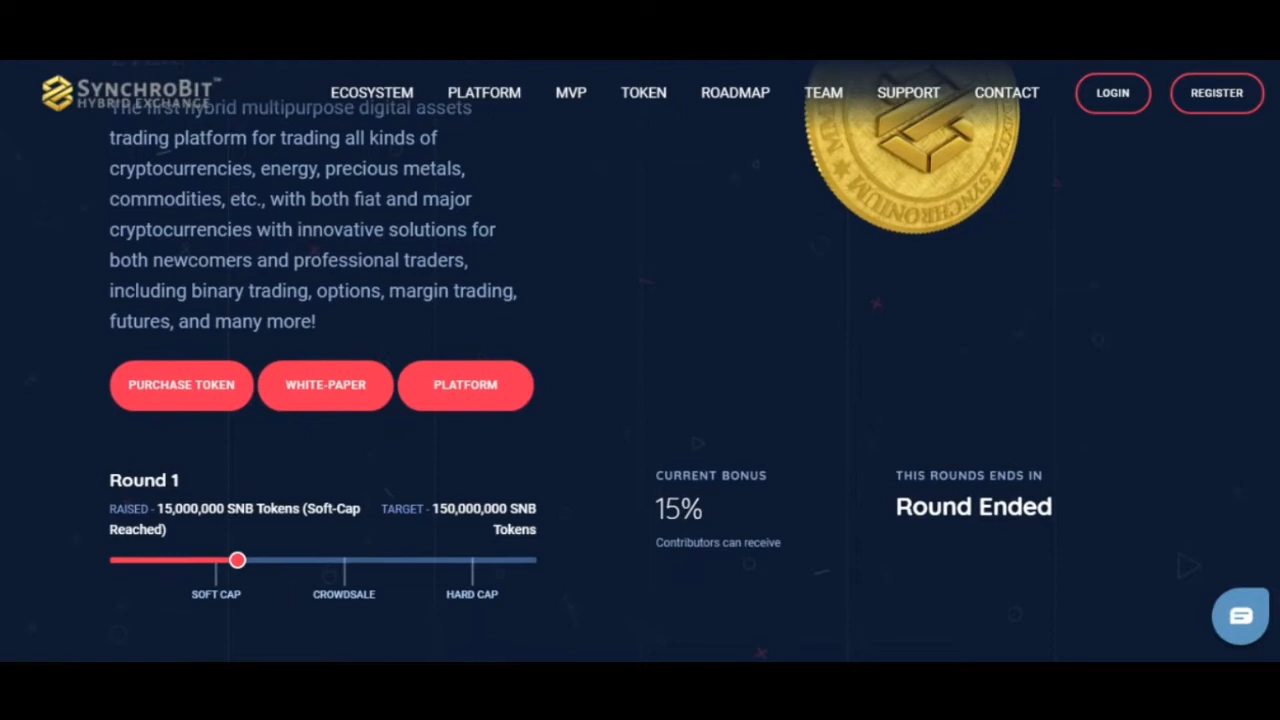 SYNCHROBIT™
HYBRID EXCHANGE
ECOSYSTEM PLATFORM MVP TOKEN ROADMAP TEAM SUPPORT CONTACT LOGIN REGISTER
The first hybrid multipurpose digital assets
trading platform for trading all kinds of
cryptocurrencies, energy, precious metals,
commodities, etc., with both fiat and major
cryptocurrencies with innovative solutions for
both newcomers and professional traders,
including binary trading, options, margin trading,
futures, and many more!
SYNCHRONIUM
PURCHASE TOKEN WHITE-PAPER PLATFORM
Round 1
RAISED - 15,000,000 SNB Tokens (Soft-Cap
Reached)
TARGET - 150,000,000 SNB
Tokens
SOFT CAP CROWDSALE HARD CAP
CURRENT BONUS
15%
Contributors can receive
THIS ROUNDS ENDS IN
Round Ended